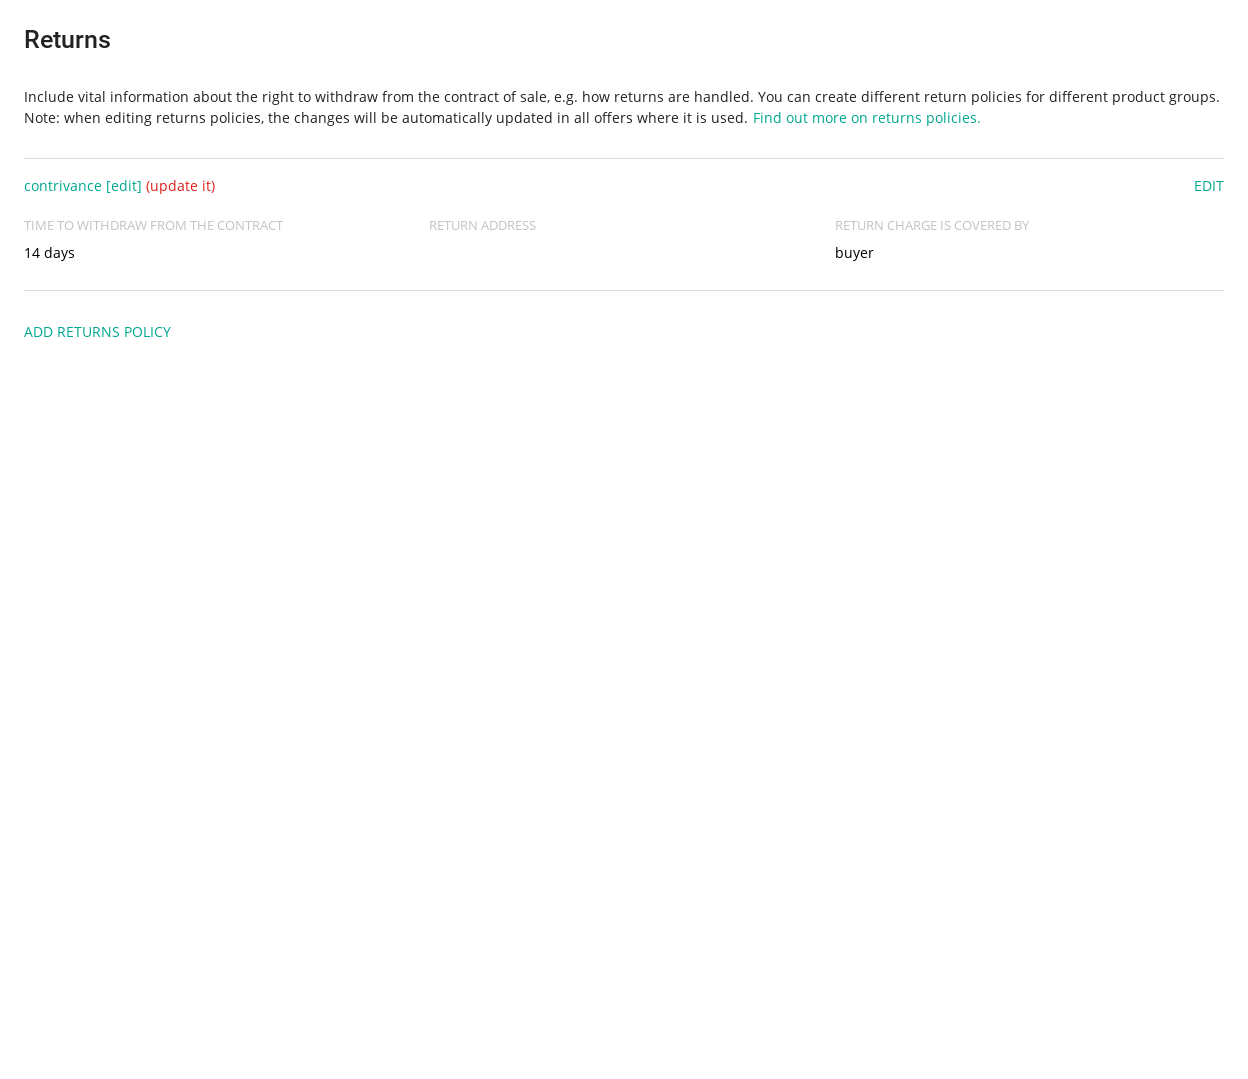 Returns
Include vital information about the right to withdraw from the contract of sale, e.g. how returns are handled. You can create different return policies for different product groups.
Note: when editing returns policies, the changes will be automatically updated in all offers where it is used. Find out more on returns policies.
contrivance [edit] (update it) EDIT
TIME TO WITHDRAW FROM THE CONTRACT RETURN ADDRESS RETURN CHARGE IS COVERED BY
14 days buyer
ADD RETURNS POLICY